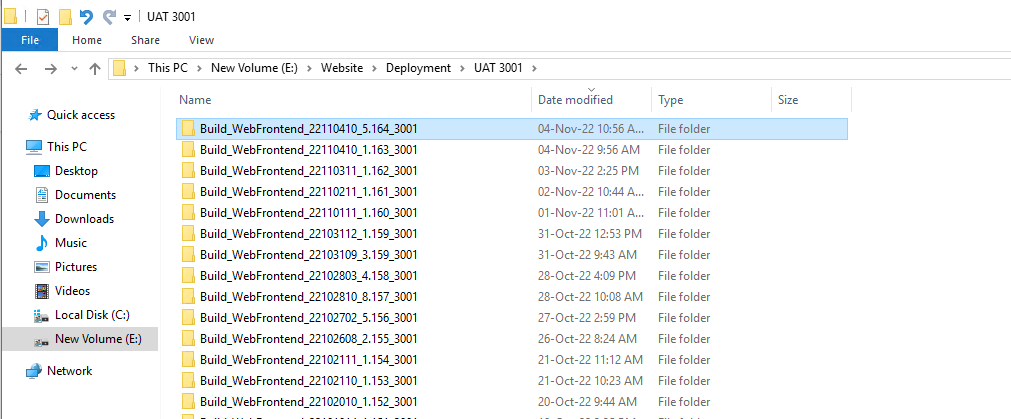 UAT 3001
File Home Share View
This PC New Volume (E:) Website Deployment UAT 3001
Name Date modified Type Size
Quick access
This PC
Desktop
Documents
Downloads
Music
Pictures
Videos
Local Disk (C:)
New Volume (E:)
Network
Build_WebFrontend_22110410_5.164_3001 04-Nov-22 10:56 A... File folder
Build_WebFrontend_22110410_1.163_3001 04-Nov-22 9:56 AM File folder
Build_WebFrontend_22110311_1.162_3001 03-Nov-22 2:25 PM File folder
Build_WebFrontend_22110211_1.161_3001 02-Nov-22 10:44 A... File folder
Build_WebFrontend_22110111_1.160_3001 01-Nov-22 11:01 A... File folder
Build_WebFrontend_22103112_1.159_3001 31-Oct-22 12:53 PM File folder
Build_WebFrontend_22103109_3.159_3001 31-Oct-22 9:43 AM File folder
Build_WebFrontend_22102803_4.158_3001 28-Oct-22 4:09 PM File folder
Build_WebFrontend_22102810_8.157_3001 28-Oct-22 10:08 AM File folder
Build_WebFrontend_22102702_5.156_3001 27-Oct-22 2:59 PM File folder
Build_WebFrontend_22102608_2.155_3001 26-Oct-22 8:24 AM File folder
Build_WebFrontend_22102111_1.154_3001 21-Oct-22 11:12 AM File folder
Build_WebFrontend_22102110_1.153_3001 21-Oct-22 10:23 AM File folder
Build_WebFrontend_22102010_1.152_3001 20-Oct-22 9:44 AM File folder